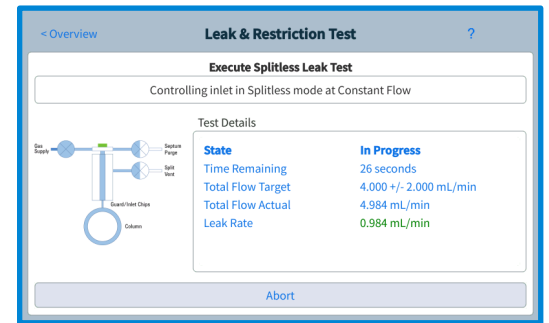 < Overview
Leak & Restriction Test
?
Execute Splitless Leak Test
Controlling inlet in Splitless mode at Constant Flow
Test Details
Gas Supply
Septum Purge
Split Vent
Guard/Inlet Chips
Column
State In Progress
Time Remaining 26 seconds
Total Flow Target 4.000 +/- 2.000 mL/min
Total Flow Actual 4.984 mL/min
Leak Rate 0.984 mL/min
Abort